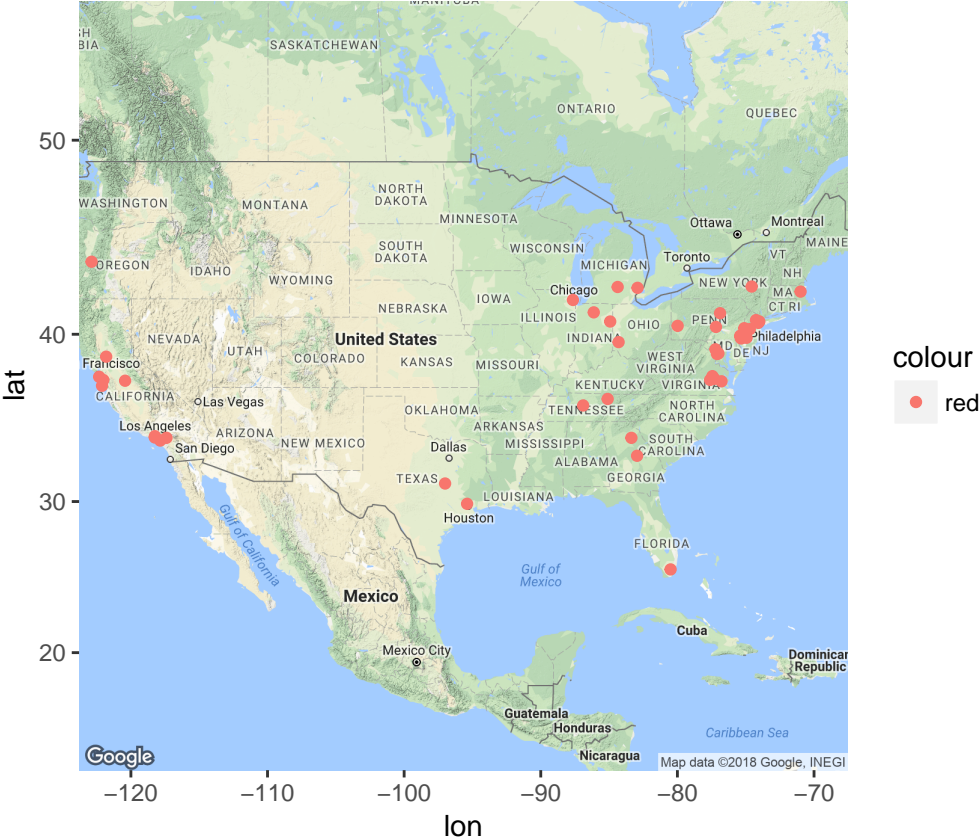 MANITOBA
SASKATCHEWAN
ONTARIO
QUEBEC
50
WASHINGTON
MONTANA
NORTH
DAKOTA
MINNESOTA
Ottawa
Montreal
MAINE
OREGON
IDAHO
SOUTH
DAKOTA
WISCONSIN
MICHIGAN
Toronto
VT
NH
WYOMING
NEW YORK
MA
CT RI
Chicago
IOWA
NEBRASKA
ILLINOIS
OHIO
PENN
40
NEVADA
United States
INDIANA
Philadelphia
UTAH
COLORADO
KANSAS
MISSOURI
WEST
VIRGINIA
MD
DE
NJ
Francisco
CALIFORNIA
KENTUCKY
VIRGINIA
Las Vegas
OKLAHOMA
TENNESSEE
NORTH
CAROLINA
Los Angeles
ARIZONA
NEW MEXICO
ARKANSAS
MISSISSIPPI
SOUTH
CAROLINA
San Diego
Dallas
ALABAMA
GEORGIA
TEXAS
LOUISIANA
30
Houston
Gulf of California
FLORIDA
Gulf of
Mexico
Mexico
Cuba
20
Mexico City
Dominican
Republic
Guatemala
Honduras
Nicaragua
Caribbean Sea
Google
Map data ©2018 Google, INEGI
−120
−110
−100
−90
−80
−70
lon
lat
colour
red